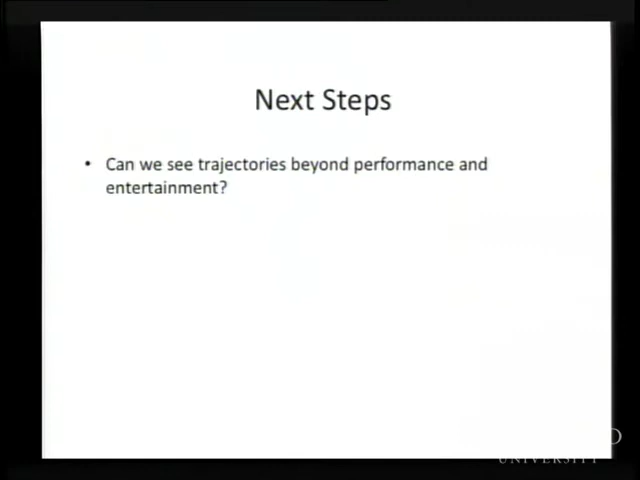 Next Steps
• Can we see trajectories beyond performance and
entertainment?
UNIVERSITY